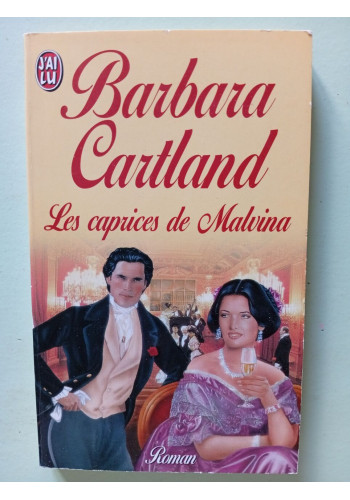 J'AI
LU
Barbara
Cartland
Les caprices de Malvina
Roman